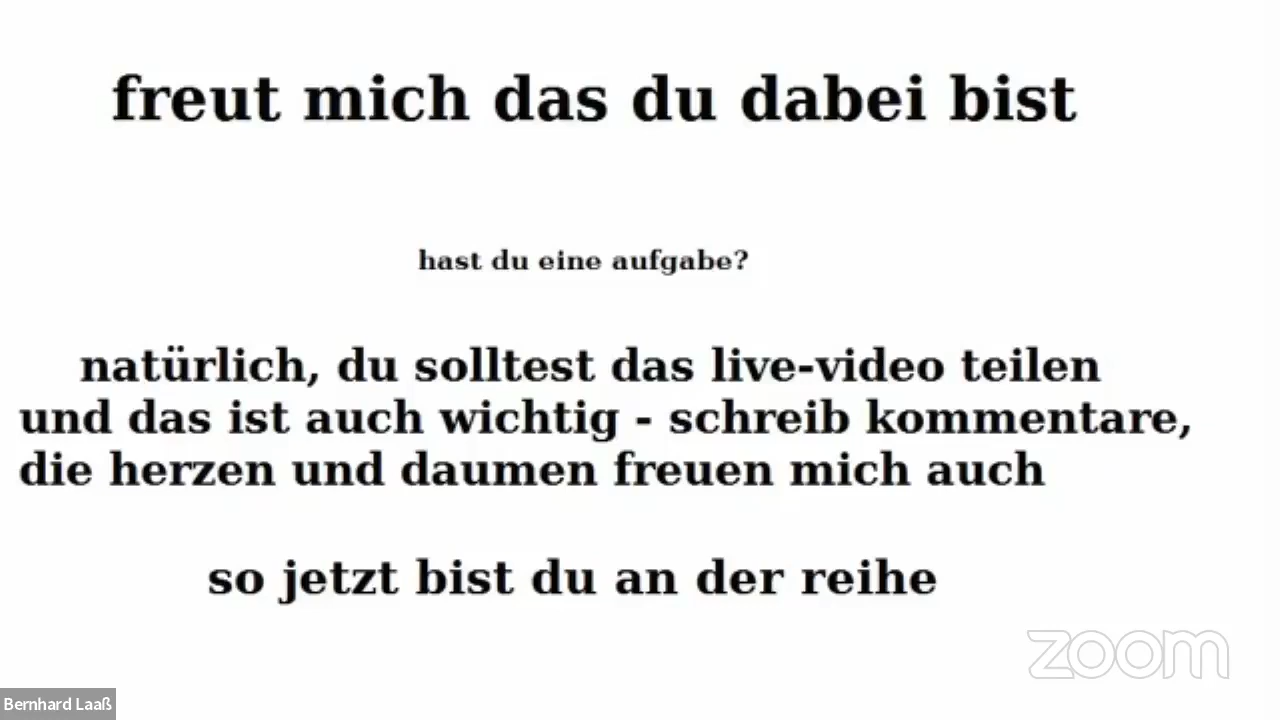 freut mich das du dabei bist
hast du eine aufgabe?
natürlich, du solltest das live-video teilen
und das ist auch wichtig - schreib kommentare,
die herzen und daumen freuen mich auch
so jetzt bist du an der reihe
zoom
Bernhard Laaß